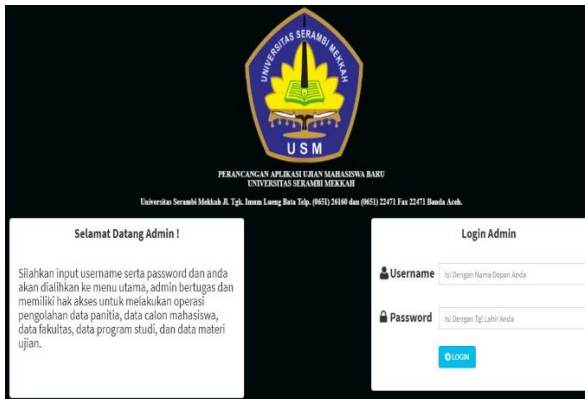 UNIVERSITAS SERAMBI MEKKAH
USM
PERANCANGAN APLIKASI UJIAN MAHASISWA BARU
UNIVERSITAS SERAMBI MEKKAH
Universitas Serambi Mekkah Jl. Tgk. Imum Lueng Bata Telp. (0651) 26160 dan (0651) 22471 Fax 22471 Banda Aceh.
Selamat Datang Admin !
Silahkan input username serta password dan anda
akan dialihkan ke menu utama, admin bertugas dan
memiliki hak akses untuk melakukan operasi
pengolahan data panitia, data calon mahasiswa,
data fakultas, data program studi, dan data materi
ujian.
Login Admin
Username Isi Dengan Nama Depan Anda
Password Isi Dengan Tgl Lahir Anda
LOGIN